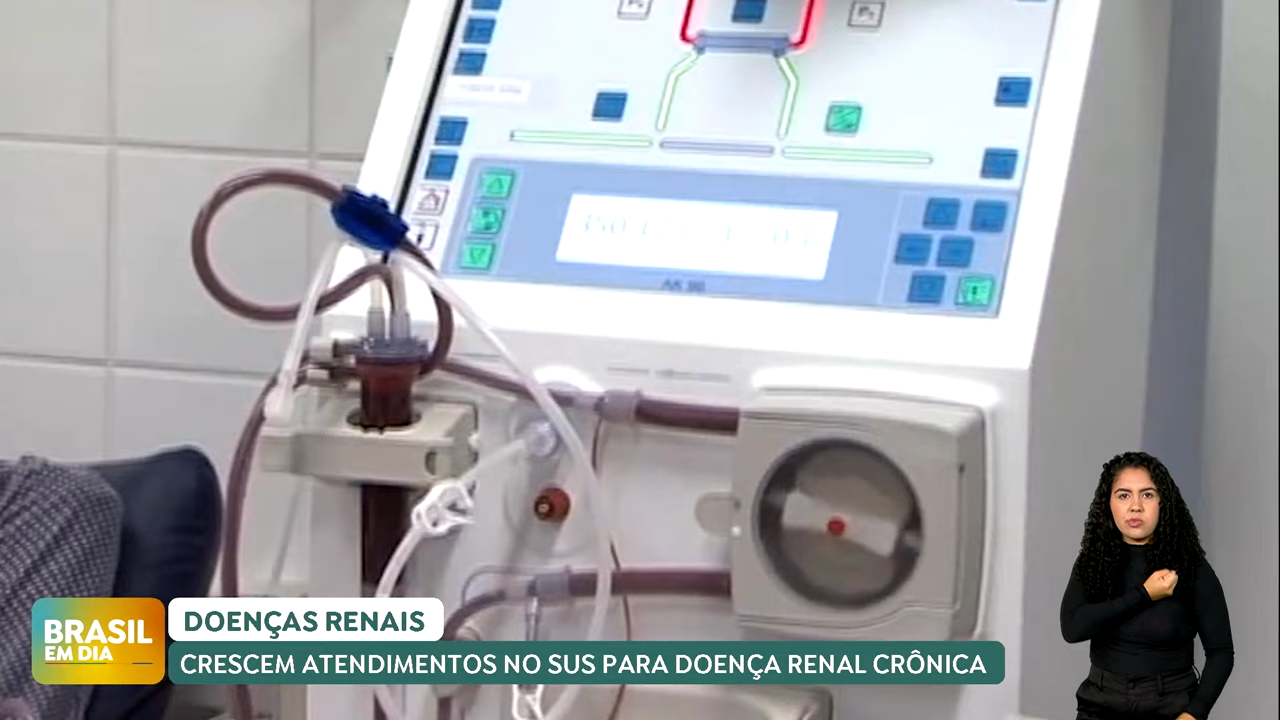 DOENÇAS RENAIS
BRASIL
EM DIA
CRESCEM ATENDIMENTOS NO SUS PARA DOENÇA RENAL CRÔNICA